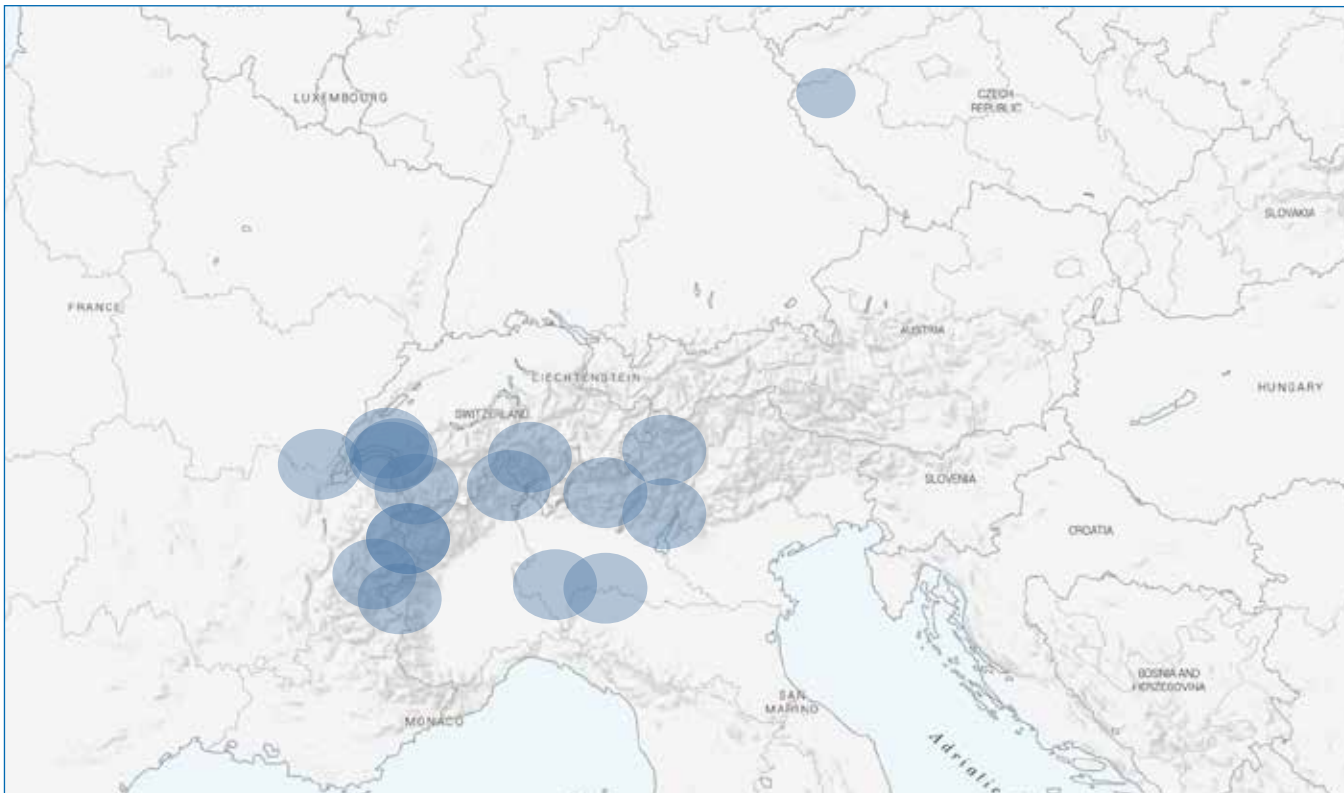 LUXEMBOURG
CZECH
REPUBLIC
SLOVAKIA
FRANCE
AUSTRIA
LIECHTENSTEIN
HUNGARY
SWITZERLAND
SLOVENIA
CROATIA
BOSNIA AND
HERZEGOVINA
SAN
MARINO
MONACO
Adriatic